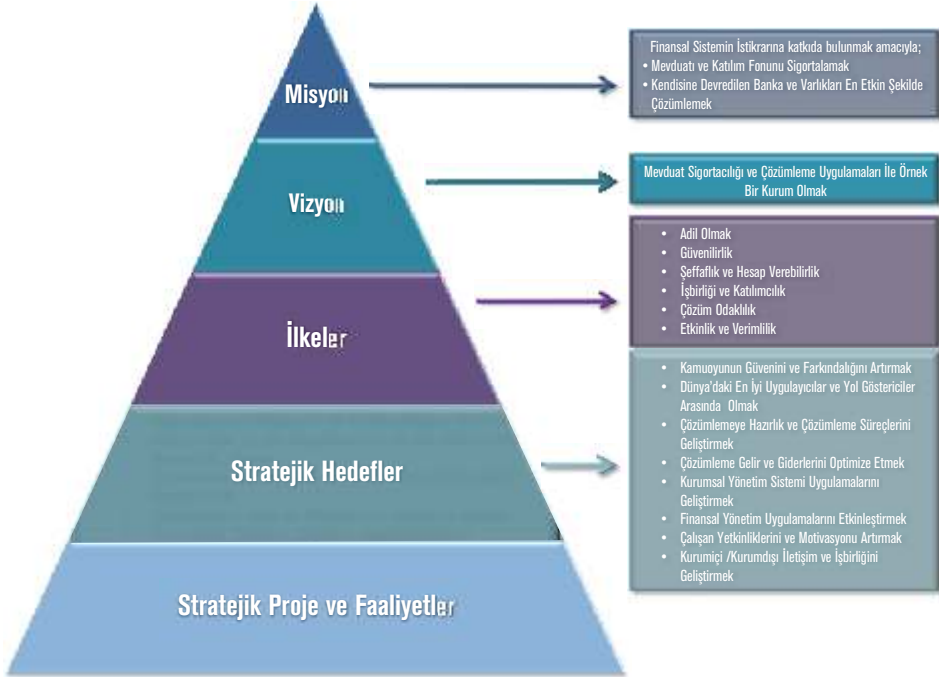 Misyon
Finansal Sistemin İstikrarına katkıda bulunmak amacıyla;
• Mevduatı ve Katılım Fonunu Sigortalamak
• Kendisine Devredilen Banka ve Varlıkları En Etkin Şekilde
Çözümlemek
Vizyon
Mevduat Sigortacılığı ve Çözümleme Uygulamaları İle Örnek
Bir Kurum Olmak
İlkeler
• Adil Olmak
• Güvenilirlik
• Şeffaflık ve Hesap Verebilirlik
• İşbirliği ve Katılımcılık
• Çözüm Odaklılık
• Etkinlik ve Verimlilik
Stratejik Hedefler
• Kamuoyunun Güvenini ve Farkındalığını Artırmak
• Dünya'daki En İyi Uygulayıcılar ve Yol Göstericiler
Arasında Olmak
• Çözümlemeye Hazırlık ve Çözümleme Süreçlerini
Geliştirmek
• Çözümleme Gelir ve Giderlerini Optimize Etmek
• Kurumsal Yönetim Sistemi Uygulamalarını
Geliştirmek
• Finansal Yönetim Uygulamalarını Etkinleştirmek
• Çalışan Yetkinliklerini ve Motivasyonu Artırmak
• Kurumiçi /Kurumdışı İletişim ve İşbirliğini
Geliştirmek
Stratejik Proje ve Faaliyetler